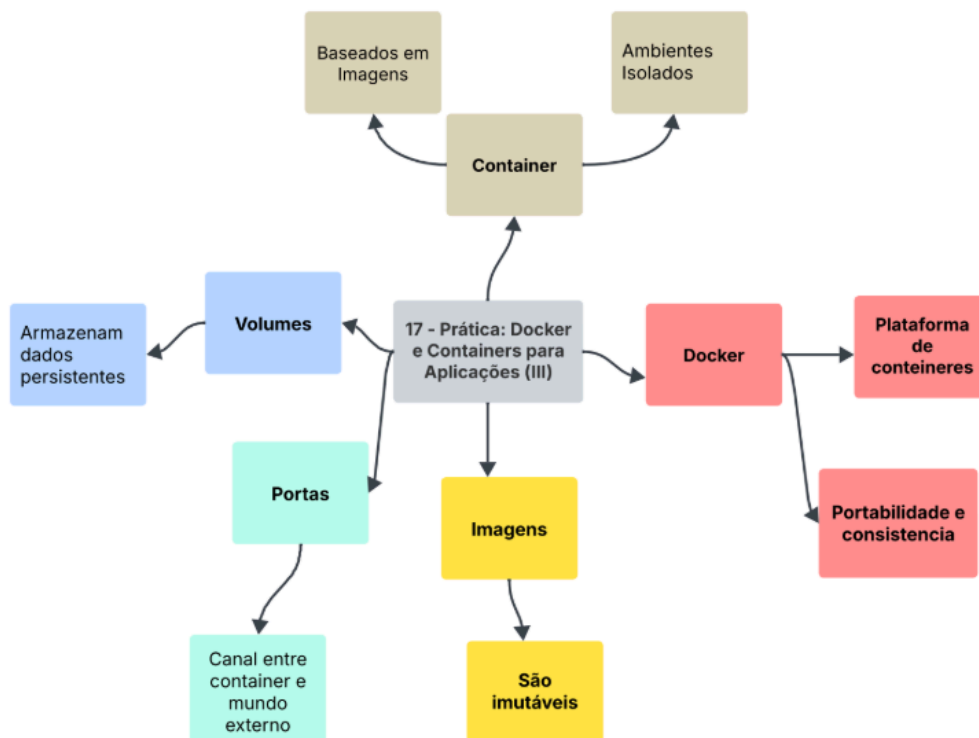 Baseados em
Imagens
Ambientes
Isolados
Container
Volumes
Armazenam
dados
persistentes
17 - Prática: Docker
e Containers para
Aplicações (III)
Docker
Plataforma
de
conteineres
Portabilidade e
consistencia
Portas
Canal entre
container e
mundo
externo
Imagens
São
imutáveis